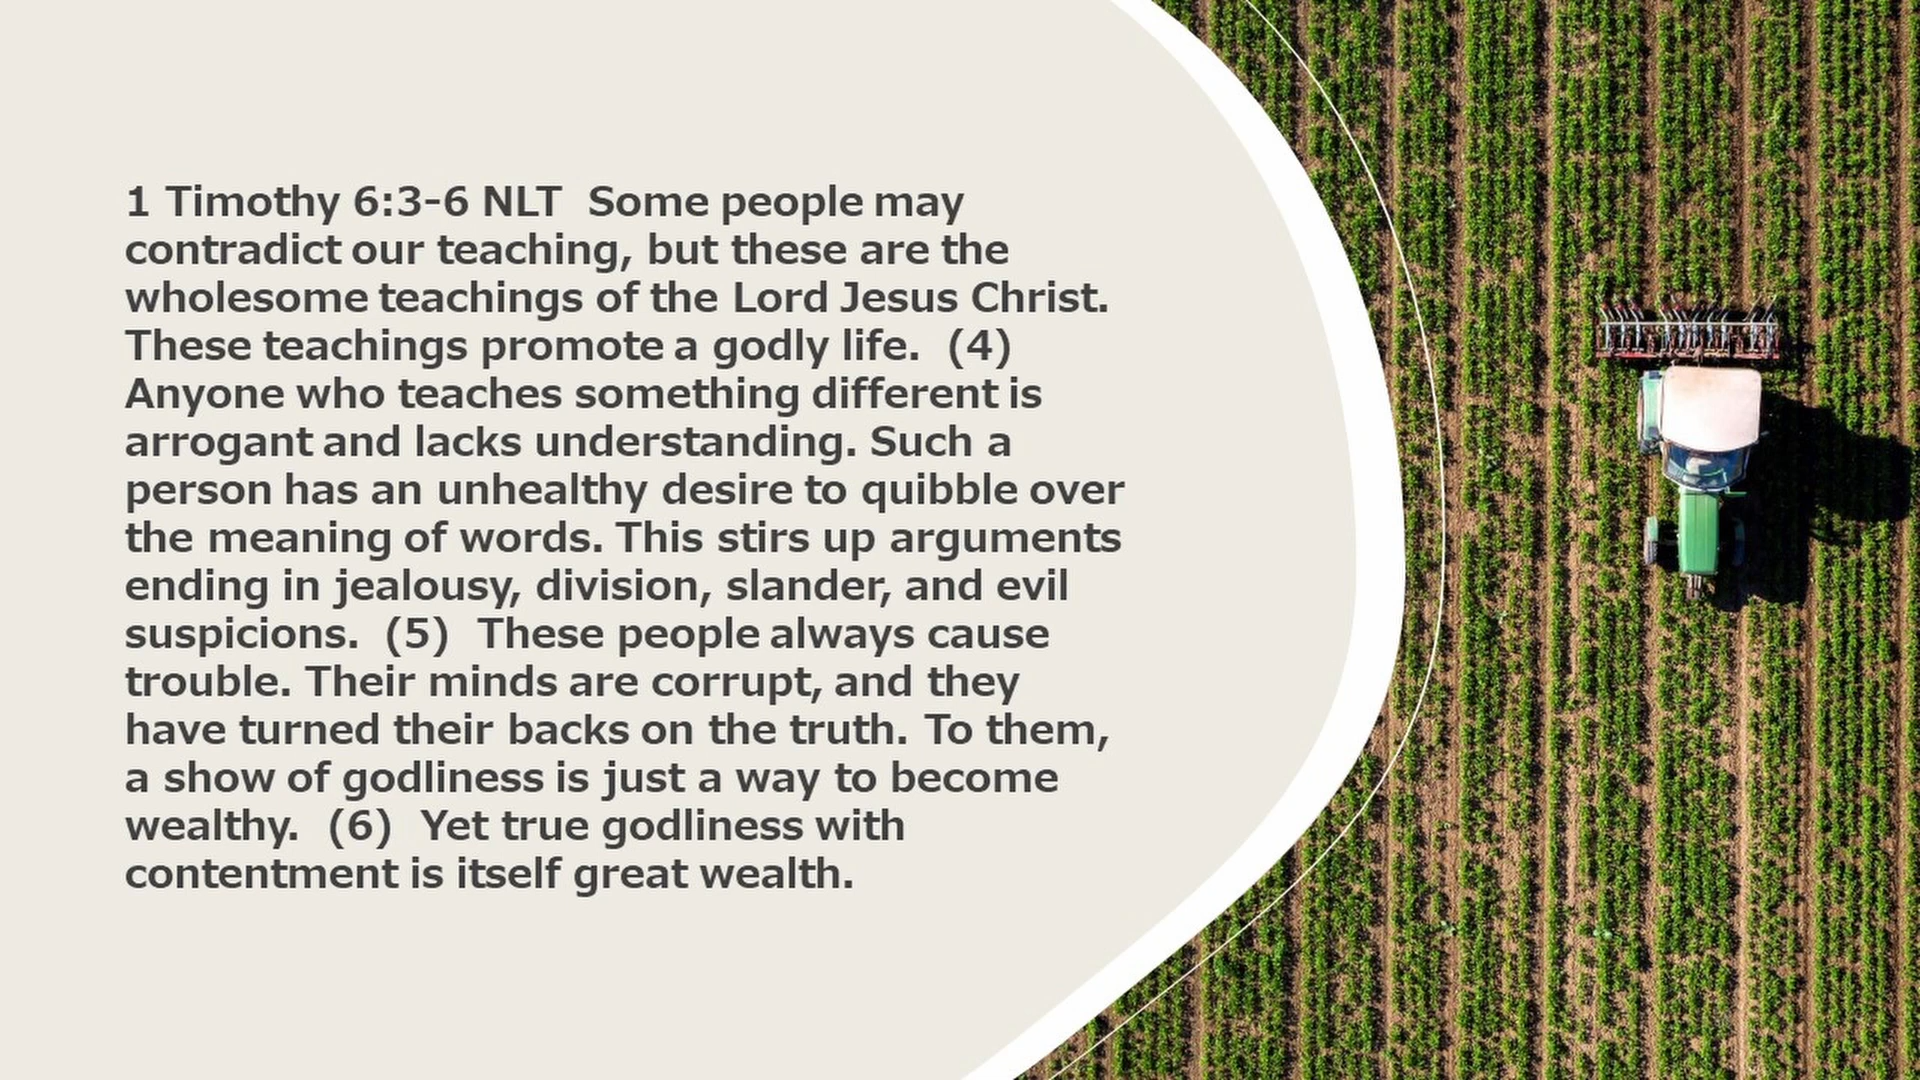 1 Timothy 6:3-6 NLT  Some people may
contradict our teaching, but these are the
wholesome teachings of the Lord Jesus Christ.
These teachings promote a godly life.  (4)
Anyone who teaches something different is
arrogant and lacks understanding. Such a
person has an unhealthy desire to quibble over
the meaning of words. This stirs up arguments
ending in jealousy, division, slander, and evil
suspicions.  (5)  These people always cause
trouble. Their minds are corrupt, and they
have turned their backs on the truth. To them,
a show of godliness is just a way to become
wealthy.  (6)  Yet true godliness with
contentment is itself great wealth.